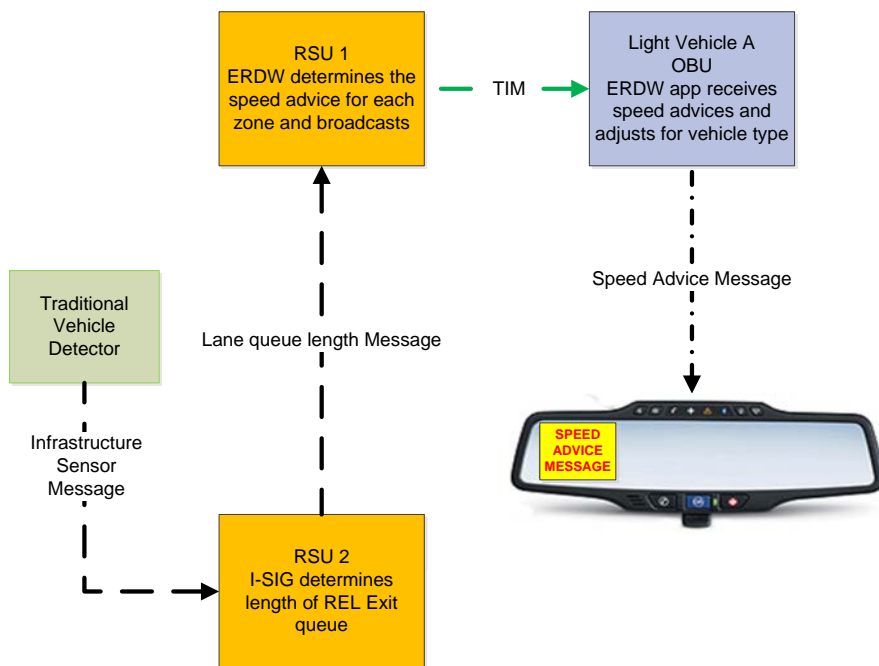 RSU 1
ERDW determines the
speed advice for each
zone and broadcasts
TIM
Light Vehicle A
OBU
ERDW app receives
speed advices and
adjusts for vehicle type
Speed Advice Message
Traditional
Vehicle
Detector
Lane queue length Message
Infrastructure
Sensor
Message
SPEED
ADVICE
MESSAGE
RSU 2
I-SIG determines
length of REL Exit
queue